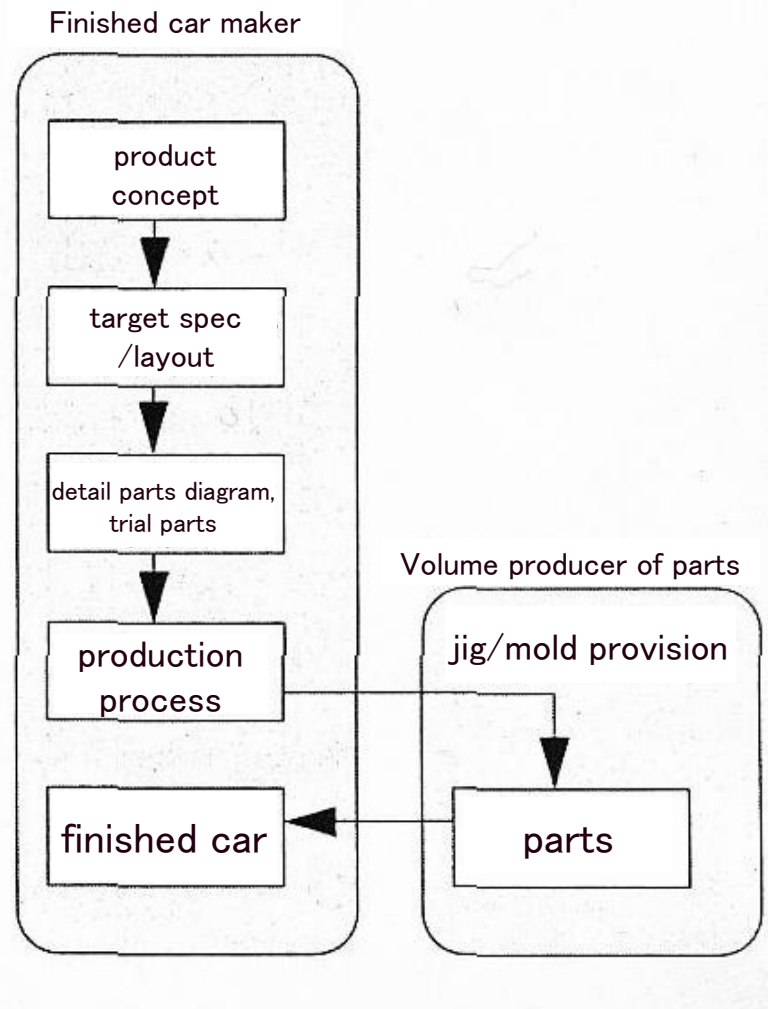 Finished car maker
product
concept
target spec
/layout
detail parts diagram,
trial parts
production
process
finished car
Volume producer of parts
jig/mold provision
parts